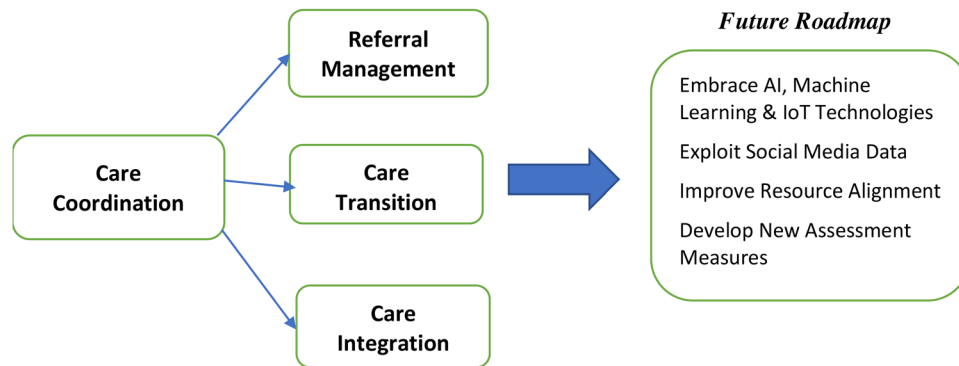 Care
Coordination
Referral
Management
Care
Transition
Care
Integration
Future Roadmap
Embrace AI, Machine
Learning & IoT Technologies
Exploit Social Media Data
Improve Resource Alignment
Develop New Assessment
Measures